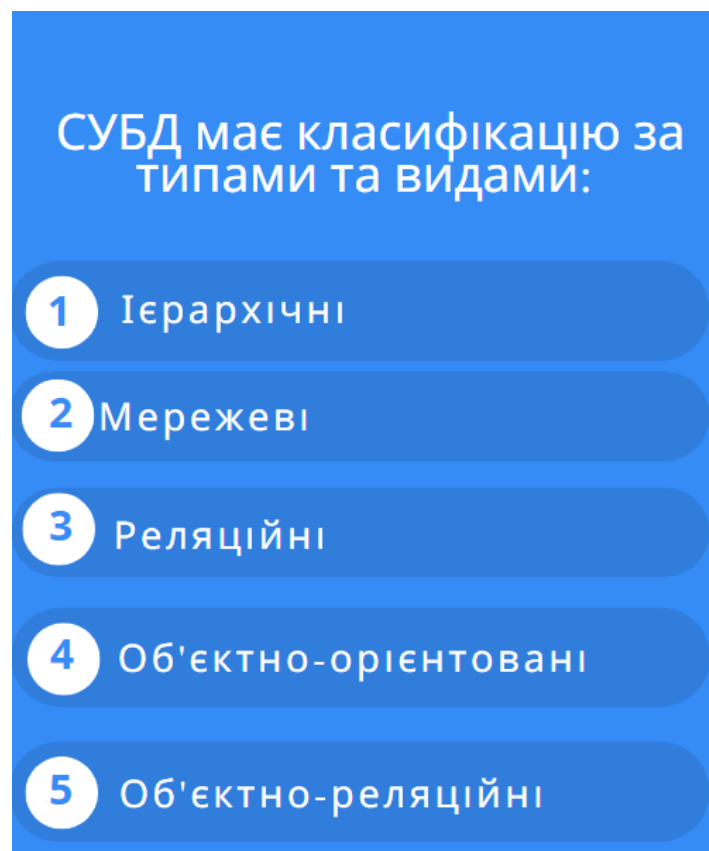 СУБД має класифікацію за
типами та видами:
1 Ієрархічні
2 Мережеві
3 Реляційні
4 Об'єктно-орієнтовані
5 Об'єктно-реляційні